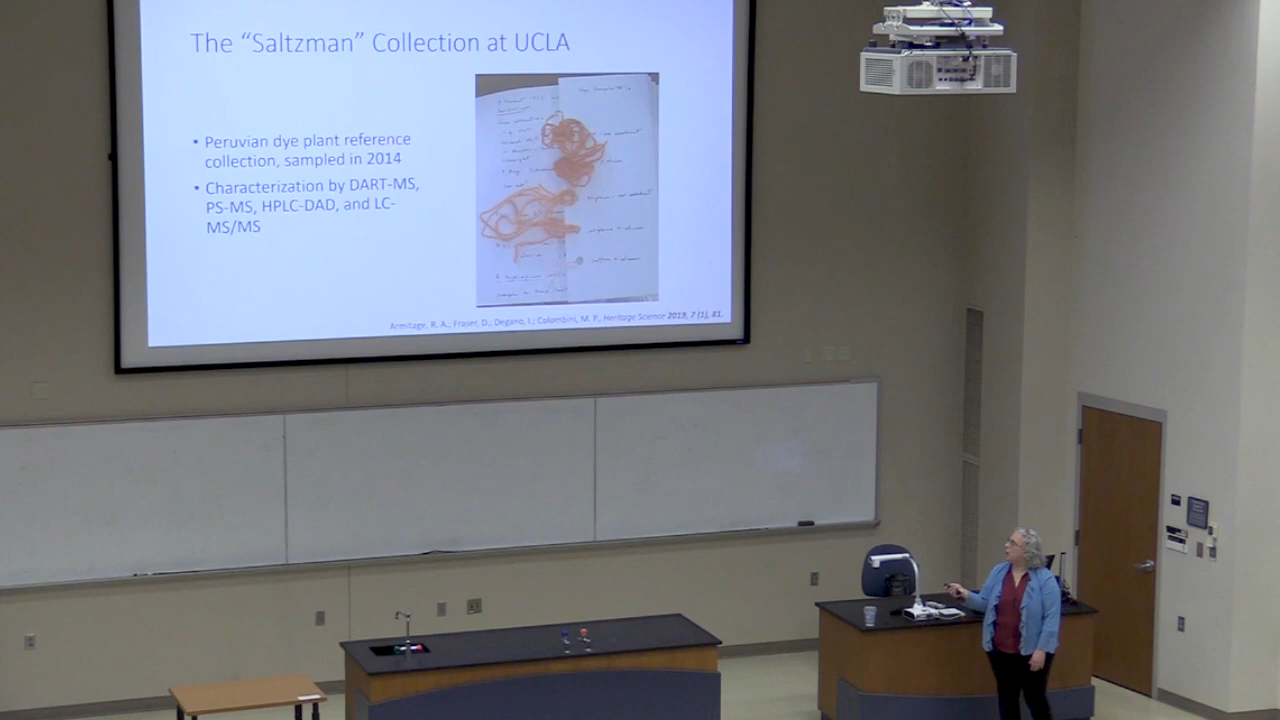 The “Saltzman” Collection at UCLA
• Peruvian dye plant reference
collection, sampled in 2014
• Characterization by DART-MS,
PS-MS, HPLC-DAD, and LC-
MS/MS
Armitage, R. A.; Fraser, D.; Degano, I.; Colombini, M. P., Heritage Science 2019, 7 (1), 81.